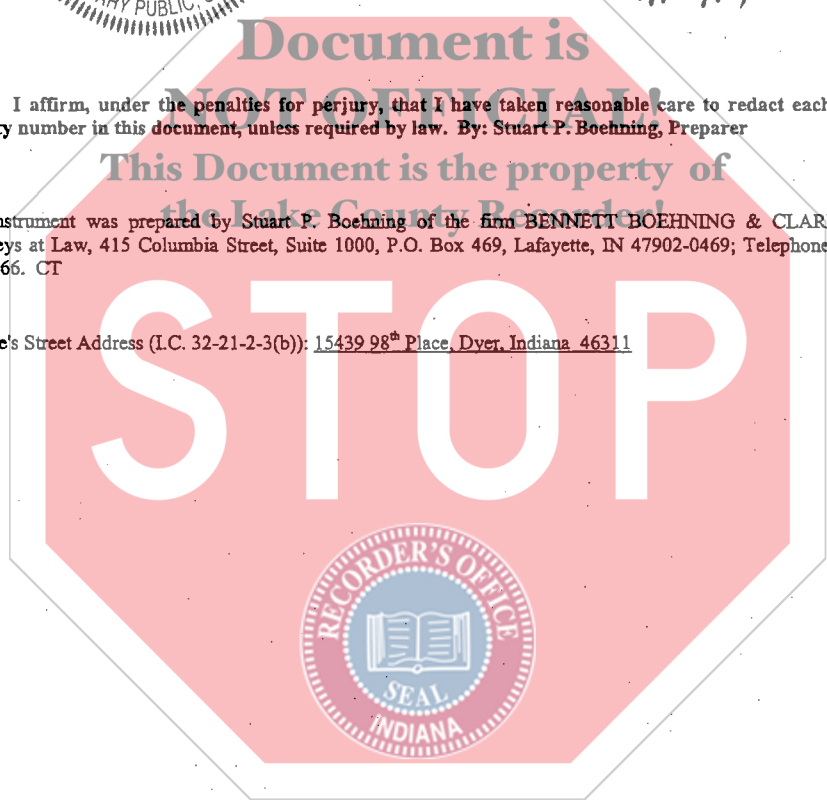 ARY PUBLIC,
Document is
NOT OFFICIAL!
I affirm, under the penalties for perjury, that I have taken reasonable care to redact each
y number in this document, unless required by law. By: Stuart P. Boehning, Preparer
This Document is the property of
the Lake County Recorder!
nstrument was prepared by Stuart P. Boehning of the firm BENNETT BOEHNING & CLAR
eys at Law, 415 Columbia Street, Suite 1000, P.O. Box 469, Lafayette, IN 47902-0469; Telephone
66. CT
e's Street Address (I.C. 32-21-2-3(b)): 15439 98th Place, Dyer, Indiana 46311
STOP
RECORDER'S OFFICE
SEAL
INDIANA